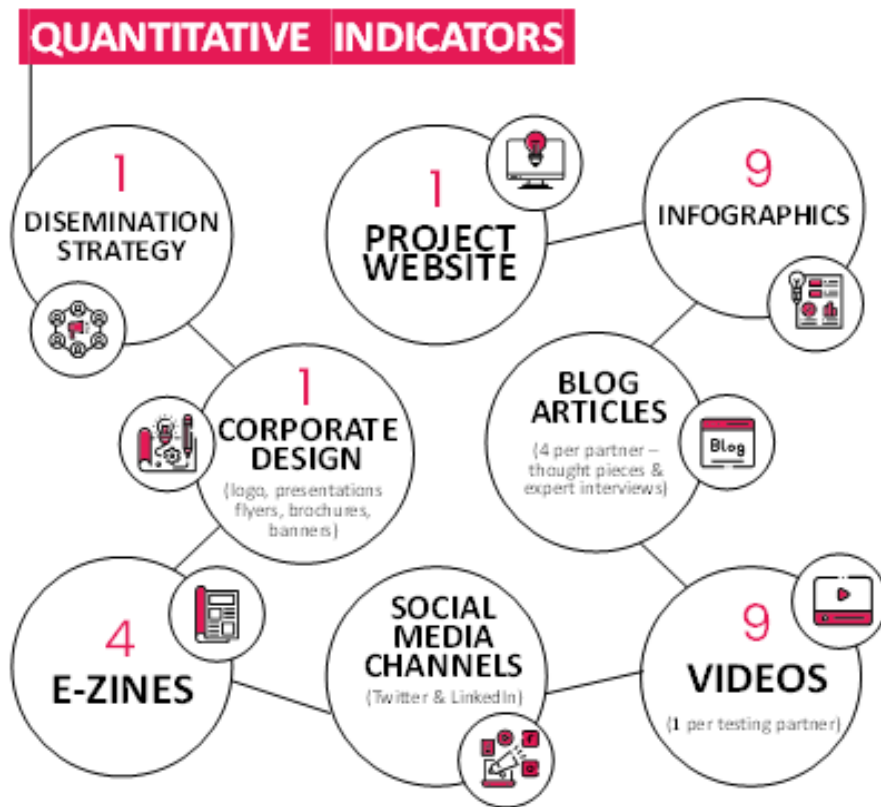 QUANTITATIVE INDICATORS
1
DISEMINATION
STRATEGY
1
PROJECT
WEBSITE
9
INFOGRAPHICS
1
CORPORATE
DESIGN
(logo, presentations
flyers, brochures,
banners)
BLOG
ARTICLES
(4 per partner –
thought pieces &
expert interviews)
Blog
4
E-ZINES
SOCIAL
MEDIA
CHANNELS
(Twitter & LinkedIn)
9
VIDEOS
(1 per testing partner)